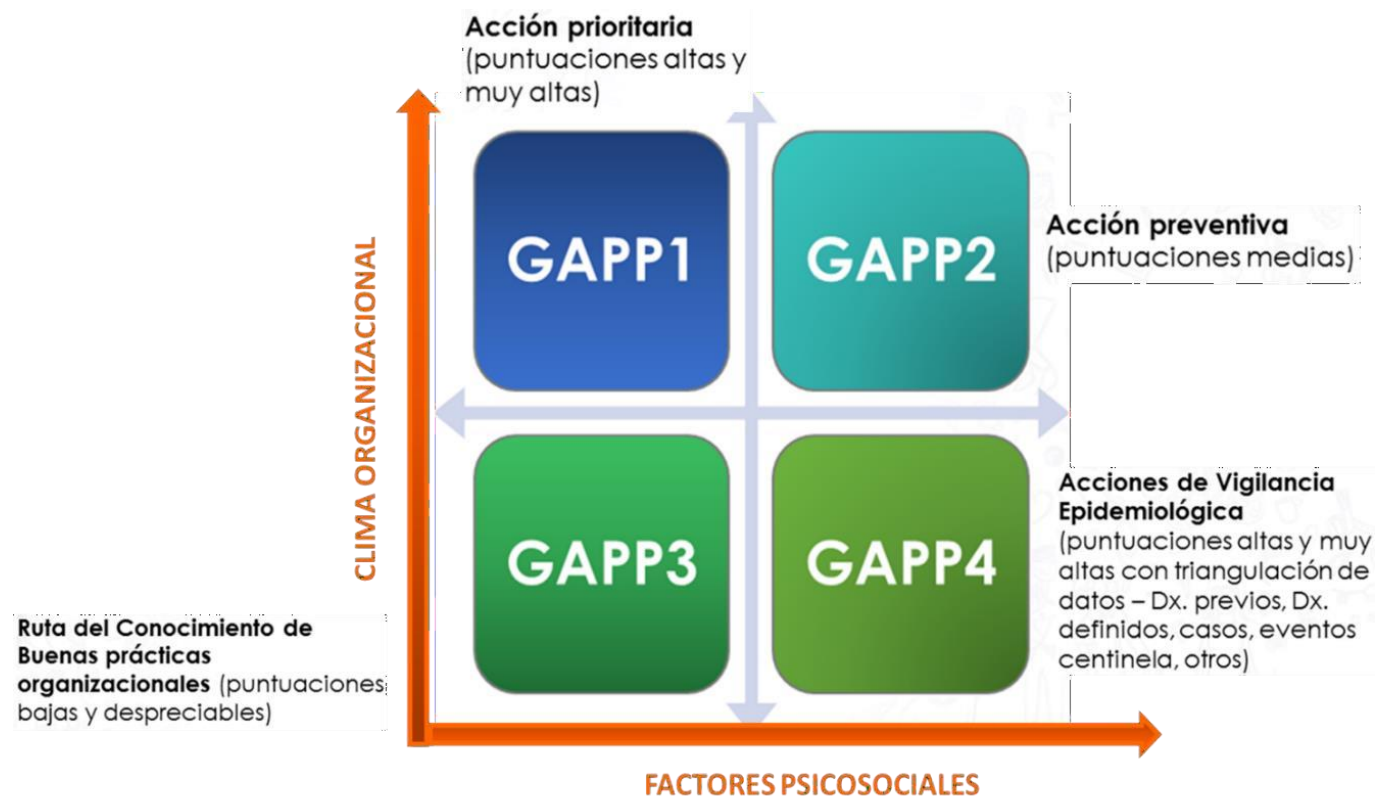 Acción prioritaria
(puntuaciones altas y
muy altas)
GAPP1
GAPP2
Acción preventiva
(puntuaciones medias)
CLIMA ORGANIZACIONAL
GAPP3
GAPP4
Acciones de Vigilancia
Epidemiológica
(puntuaciones altas y muy
altas con triangulación de
datos – Dx. previos, Dx.
definidos, casos, eventos
centinela, otros)
Ruta del Conocimiento de
Buenas prácticas
organizacionales (puntuaciones
bajas y despreciables)
FACTORES PSICOSOCIALES